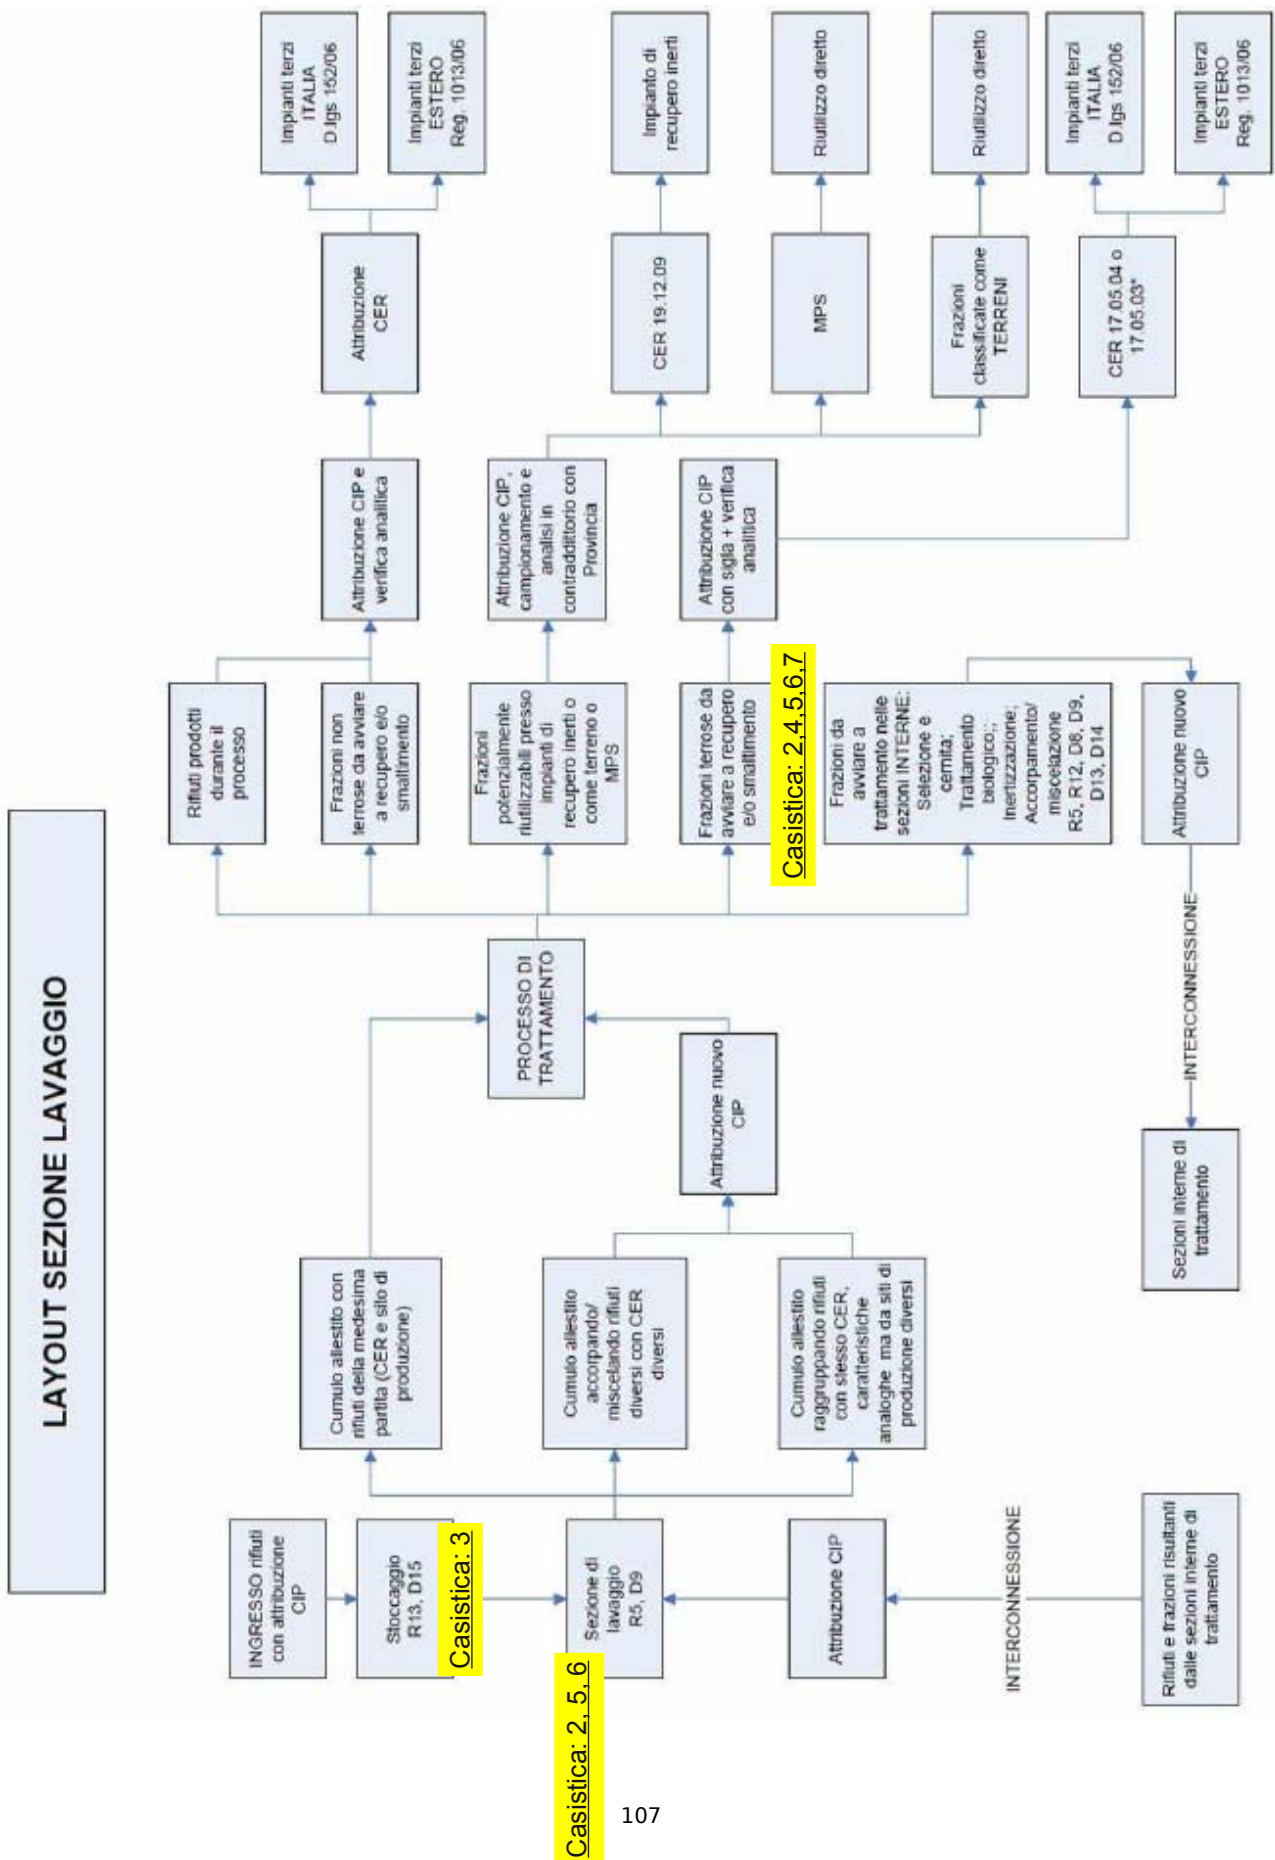 LAYOUT SEZIONE LAVAGGIO
INGRESSO rifiuti
con attribuzione
CIP
Stoccaggio
R13, D15
Casistica: 3
Sezione di
lavaggio
R5, D9
Casistica: 2, 5, 6
Attribuzione CIP
INTERCONNESSIONE
Rifiuti e frazioni risultanti
dalle sezioni interne di
trattamento
Cumulo allestito con
rifiuti della medesima
partita (CER e sito di
produzione)
Cumulo allestito
accorpando/
miscelando rifiuti
diversi con CER
diversi
Cumulo allestito
raggruppando rifiuti
con stesso CER,
caratteristiche
analoghe ma da siti di
produzione diversi
Attribuzione nuovo
CIP
PROCESSO DI
TRATTAMENTO
Rifiuti prodotti
durante il
processo
Frazioni non
terrose da avviare
a recupero e/o
smaltimento
Frazioni
potenzialmente
riutilizzabili presso
impianti di
recupero inerti o
come terreno o
MPS
Frazioni terrose da
avviare a recupero
e/o smaltimento
Casistica: 2,4,5,6,7
Frazioni da
avviare a
trattamento nelle
sezioni INTERNE:
Selezione e
cernita;
Trattamento
biologico;;
Inertizzazione;
Accorpamento/
miscelazione
R5, R12, D8, D9,
D13, D14
Attribuzione nuovo
CIP
INTERCONNESSIONE
Sezioni interne di
trattamento
Attribuzione CIP e
verifica analitica
Attribuzione CIP,
campionamento e
analisi in
contraddittorio con
Provincia
Attribuzione CIP
con sigla + verifica
analitica
Attribuzione
CER
CER 19.12.09
MPS
Frazioni
classificate come
TERRENI
CER 17.05.04 o
17.05.03*
Impianti terzi
ITALIA
D.lgs 152/06
Impianti terzi
ESTERO
Reg. 1013/06
Impianto di
recupero inerti
Riutilizzo diretto
Riutilizzo diretto
Impianti terzi
ITALIA
D.lgs 152/06
Impianti terzi
ESTERO
Reg. 1013/06
107